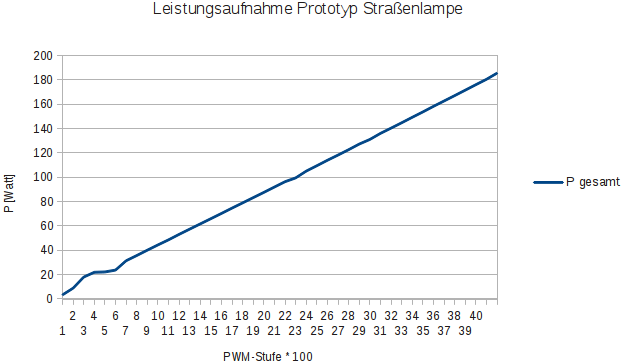 Leistungsaufnahme Prototyp Straßenlampe
200
180
160
140
120
100
80
60
40
20
0
P [Watt]
P gesamt
2 4 6 8 10 12 14 16 18 20 22 24 26 28 30 32 34 36 38 40
1 3 5 7 9 11 13 15 17 19 21 23 25 27 29 31 33 35 37 39
PWM-Stufe * 100